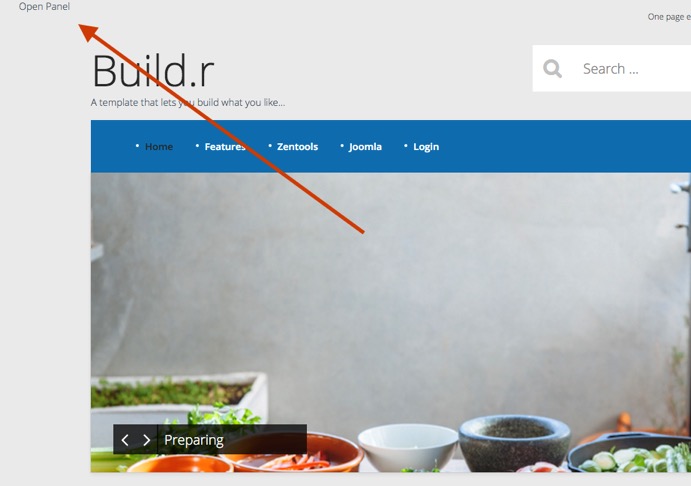 Open Panel
One page e
Build.r
Search ...
A template that lets you build what you like...
• Home • Features • Zentools • Joomla • Login
Preparing